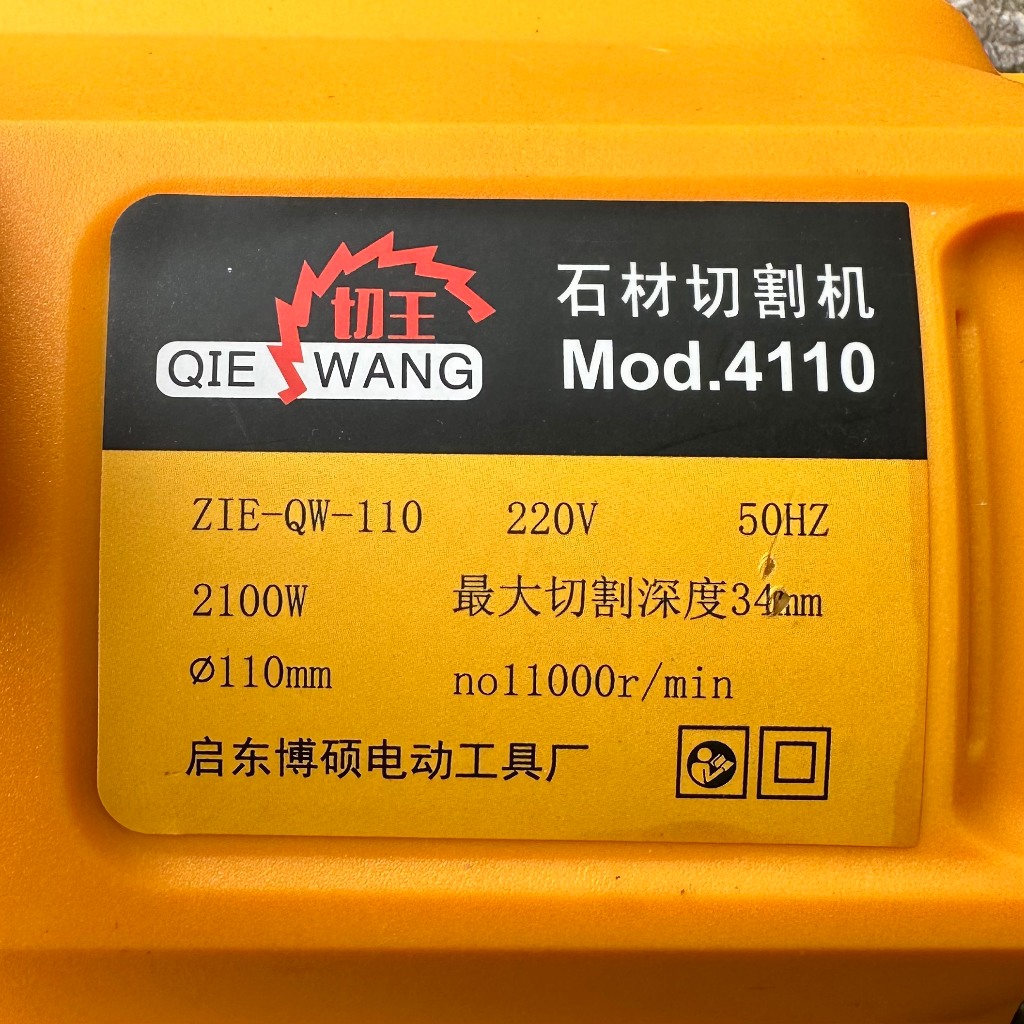 切王
QIE WANG
石材切割机
Mod.4110
ZIE-QW-110 220V 50HZ
2100W 最大切割深度34mm
Ø110mm no11000r/min
启东博硕电动工具厂